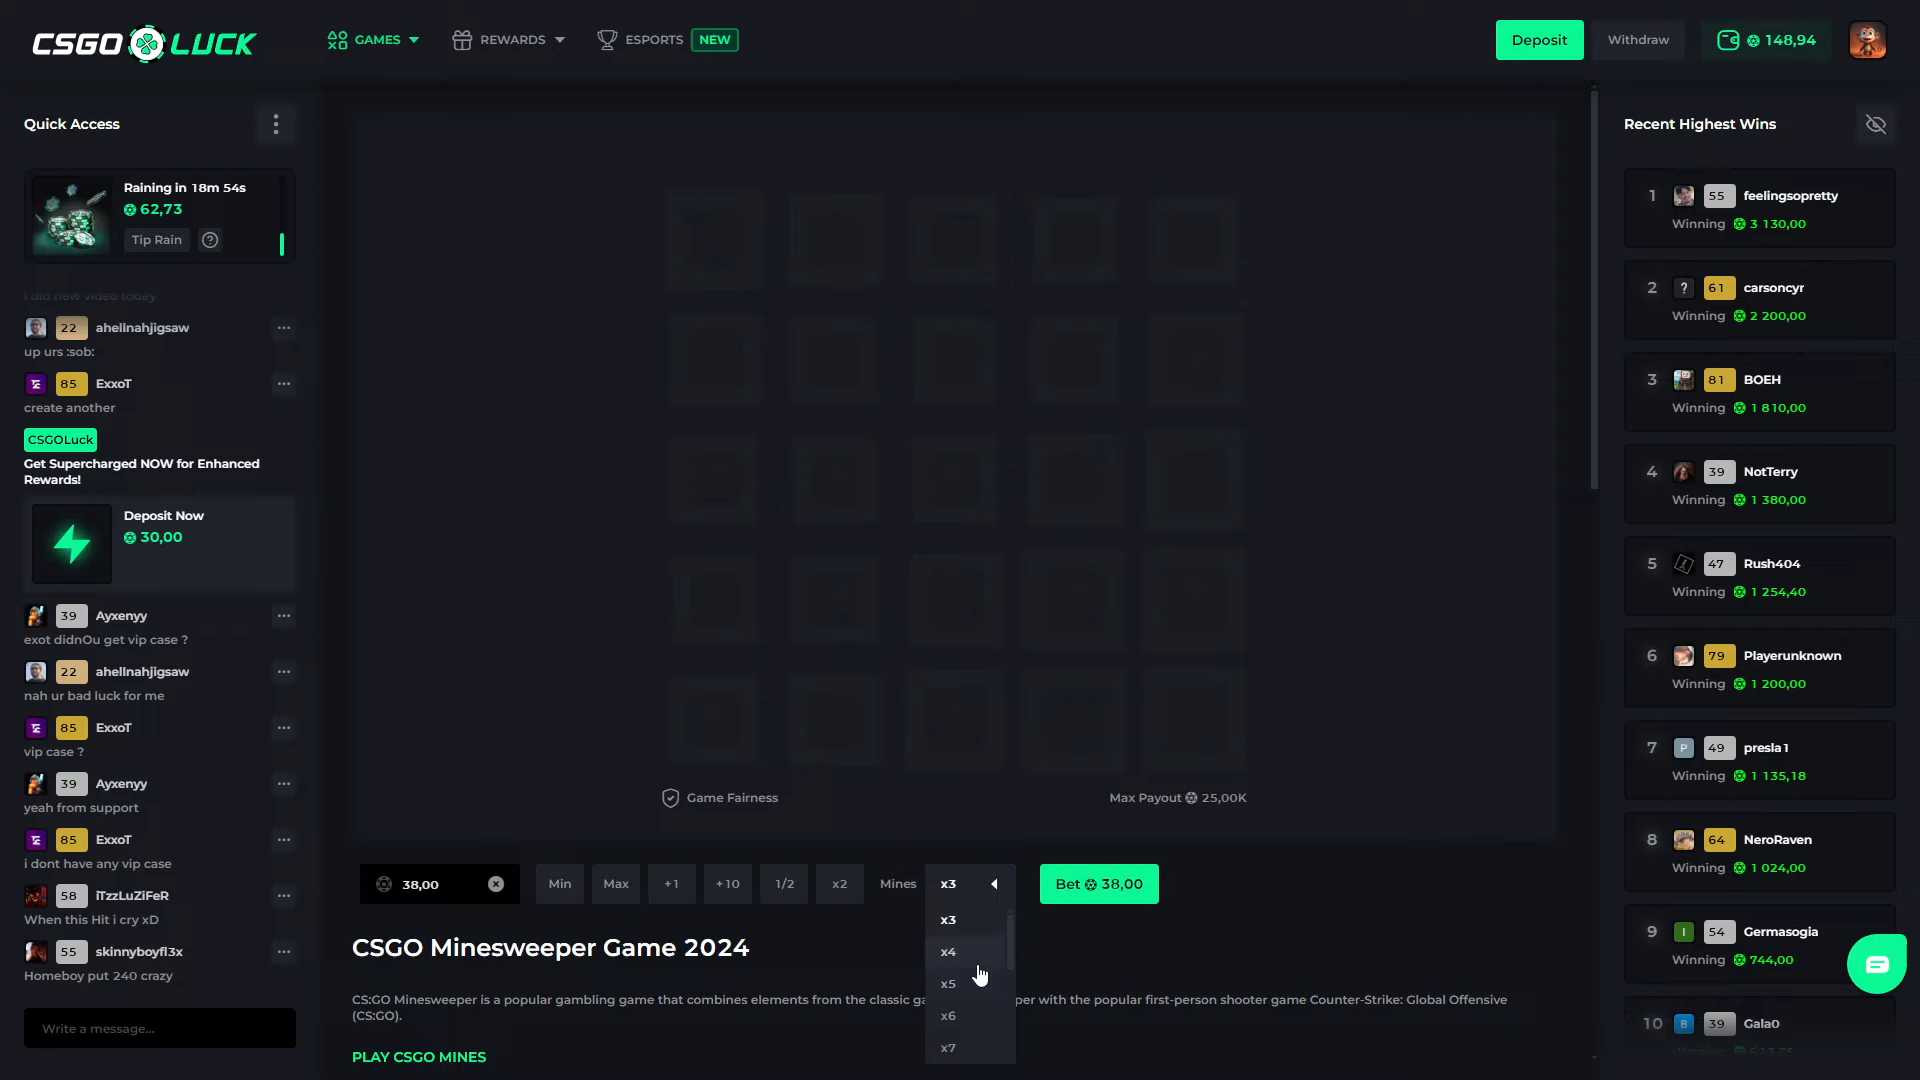 CSGO LUCK
GAMES
REWARDS
ESPORTS NEW
Deposit
Withdraw
148,94
Quick Access
Raining in 18m 54s
62,73
Tip Rain
I did new video today
22 ahellnahjigsaw
up urs :sob:
85 ExxoT
create another
CSGOLuck
Get Supercharged NOW for Enhanced
Rewards!
Deposit Now
30,00
39 Ayxenyy
exot didnOu get vip case ?
22 ahellnahjigsaw
nah ur bad luck for me
85 ExxoT
vip case ?
39 Ayxenyy
yeah from support
85 ExxoT
i dont have any vip case
58 iTzzLuZiFeR
When this Hit i cry xD
55 skinnyboyfl3x
Homeboy put 240 crazy
Write a message...
Game Fairness
Max Payout 25,00K
38,00
Min
Max
+1
+10
1/2
x2
Mines
x3
Bet 38,00
x3
x4
x5
x6
x7
CSGO Minesweeper Game 2024
CS:GO Minesweeper is a popular gambling game that combines elements from the classic ga per with the popular first-person shooter game Counter-Strike: Global Offensive
(CS:GO).
PLAY CSGO MINES
Recent Highest Wins
1 55 feelingsopretty
Winning 3 130,00
2 ? 61 carsoncyr
Winning 2 200,00
3 81 BOEH
Winning 1 810,00
4 39 NotTerry
Winning 1 380,00
5 47 Rush404
Winning 1 254,40
6 79 Playerunknown
Winning 1 200,00
7 P 49 presla1
Winning 1 135,18
8 64 NeroRaven
Winning 1 024,00
9 I 54 Germasogia
Winning 744,00
10 B 39 Gala0
Winning 613,75